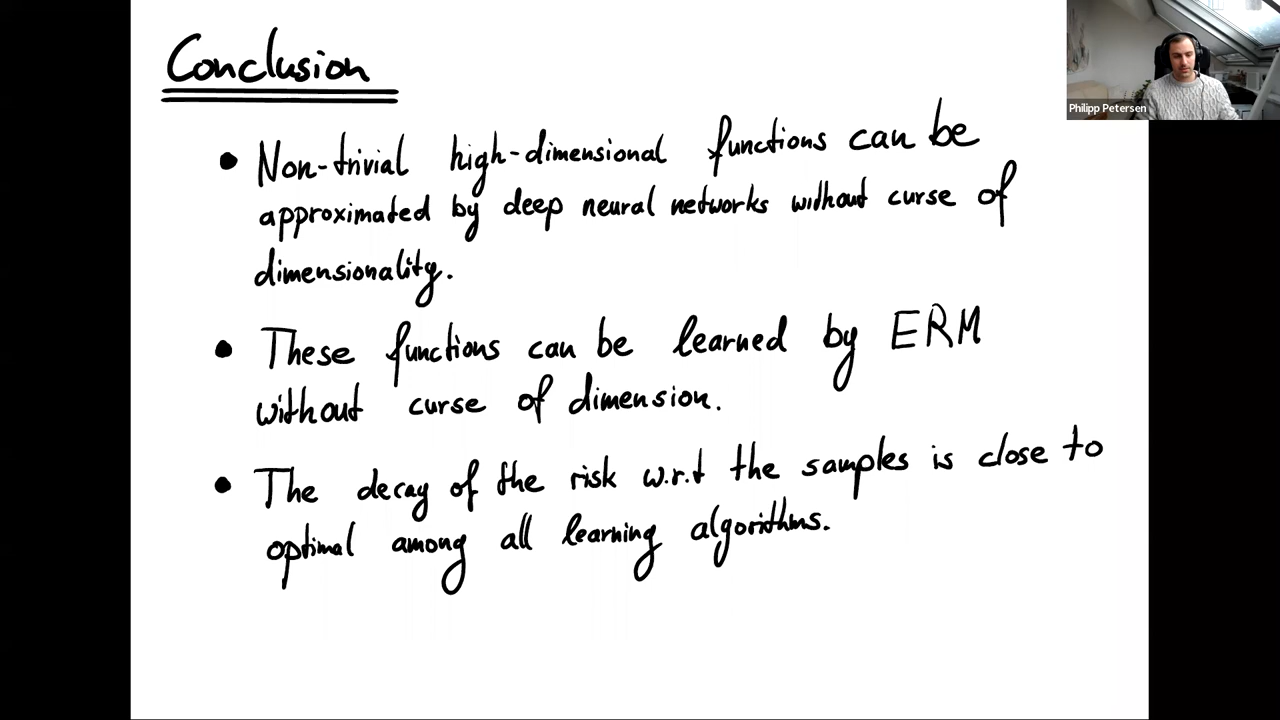 Conclusion
Philipp Petersen
• Non-trivial high-dimensional functions can be
approximated by deep neural networks without curse of
dimensionality.
• These functions can be learned by ERM
without curse of dimension.
• The decay of the risk w.r.t the samples is close to
optimal among all learning algorithms.